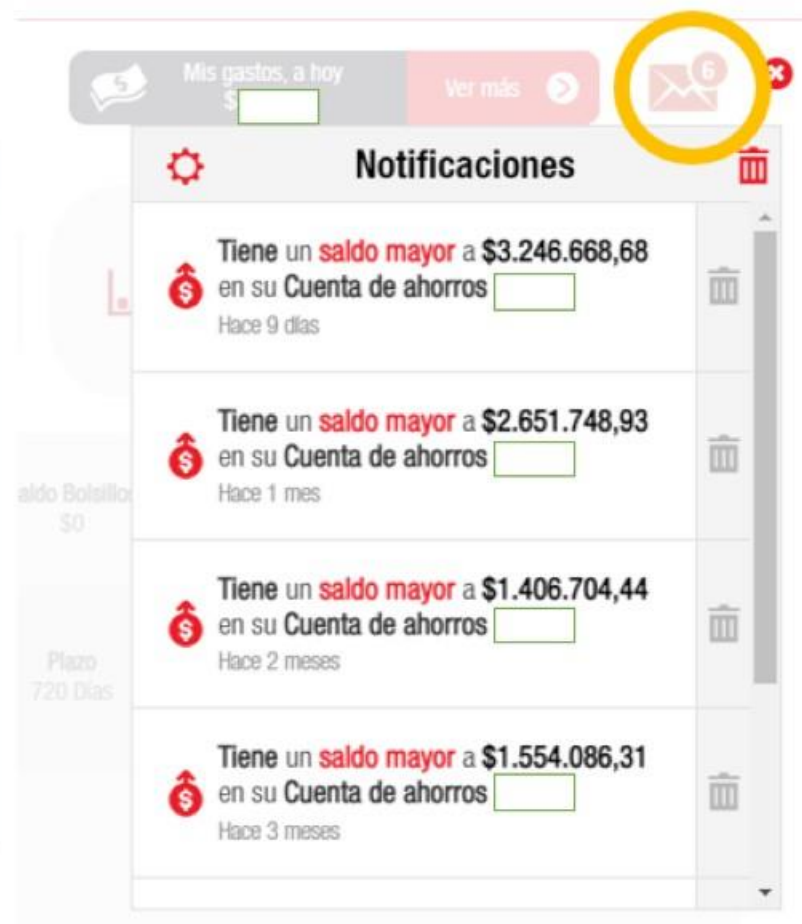 Mis gastos, a hoy
$
Ver más
6
Notificaciones
Tiene un saldo mayor a $3.246.668,68
en su Cuenta de ahorros
Hace 9 días
Tiene un saldo mayor a $2.651.748,93
en su Cuenta de ahorros
Hace 1 mes
aldo Bolsillos
$0
Tiene un saldo mayor a $1.406.704,44
en su Cuenta de ahorros
Hace 2 meses
Plazo
720 Días
Tiene un saldo mayor a $1.554.086,31
en su Cuenta de ahorros
Hace 3 meses